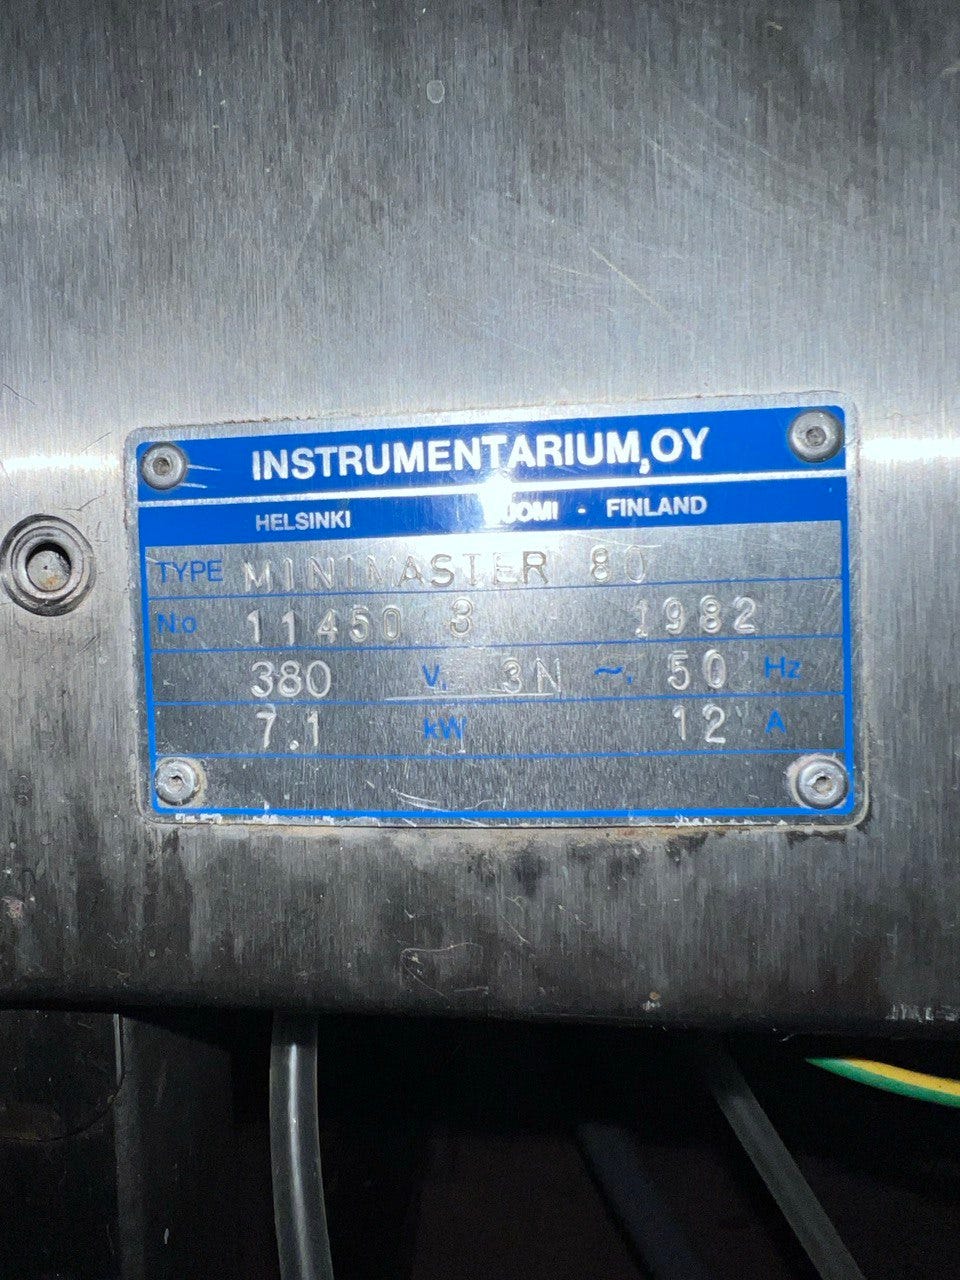 INSTRUMENTARIUM,OY
HELSINKI SUOMI - FINLAND
TYPE MINIMASTER 80
No 11450 3 1982
380 V, 3N ~, 50 Hz
7.1 kW 12 A